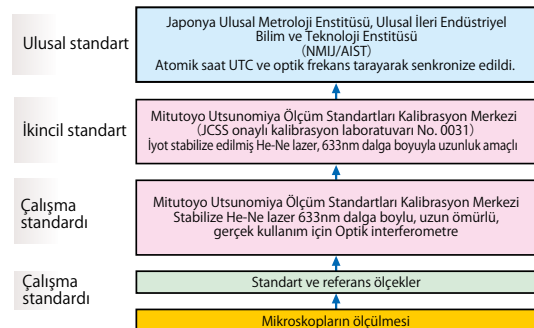 Ulusal standart
Japonya Ulusal Metroloji Enstitüsü, Ulusal İleri Endüstriyel
Bilim ve Teknoloji Enstitüsü
(NMIJ/AIST)
Atomik saat UTC ve optik frekans tarayarak senkronize edildi.
İkincil standart
Mitutoyo Utsunomiya Ölçüm Standartları Kalibrasyon Merkezi
(JCSS onaylı kalibrasyon laboratuvarı No. 0031)
İyot stabilize edilmiş He-Ne lazer, 633nm dalga boyuyla uzunluk amaçlı
Çalışma
standardı
Mitutoyo Utsunomiya Ölçüm Standartları Kalibrasyon Merkezi
Stabilize He-Ne lazer 633nm dalga boylu, uzun ömürlü,
gerçek kullanım için Optik interferometre
Çalışma
standardı
Standart ve referans ölçekler
Mikroskopların ölçülmesi